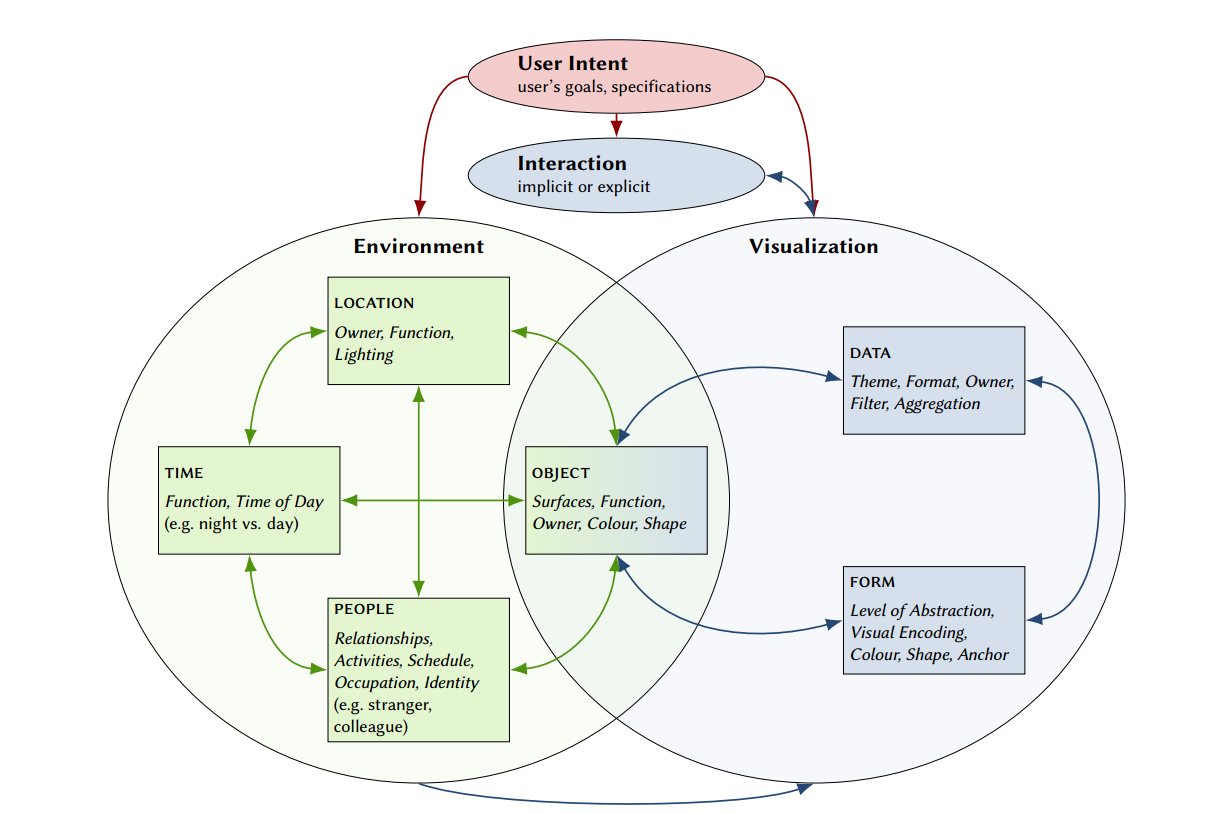 User Intent
user's goals, specifications
Interaction
implicit or explicit
Environment
Visualization
LOCATION
Owner, Function,
Lighting
DATA
Theme, Format, Owner,
Filter, Aggregation
TIME
Function, Time of Day
(e.g. night vs. day)
OBJECT
Surfaces, Function,
Owner, Colour, Shape
PEOPLE
Relationships,
Activities, Schedule,
Occupation, Identity
(e.g. stranger,
colleague)
FORM
Level of Abstraction,
Visual Encoding,
Colour, Shape, Anchor